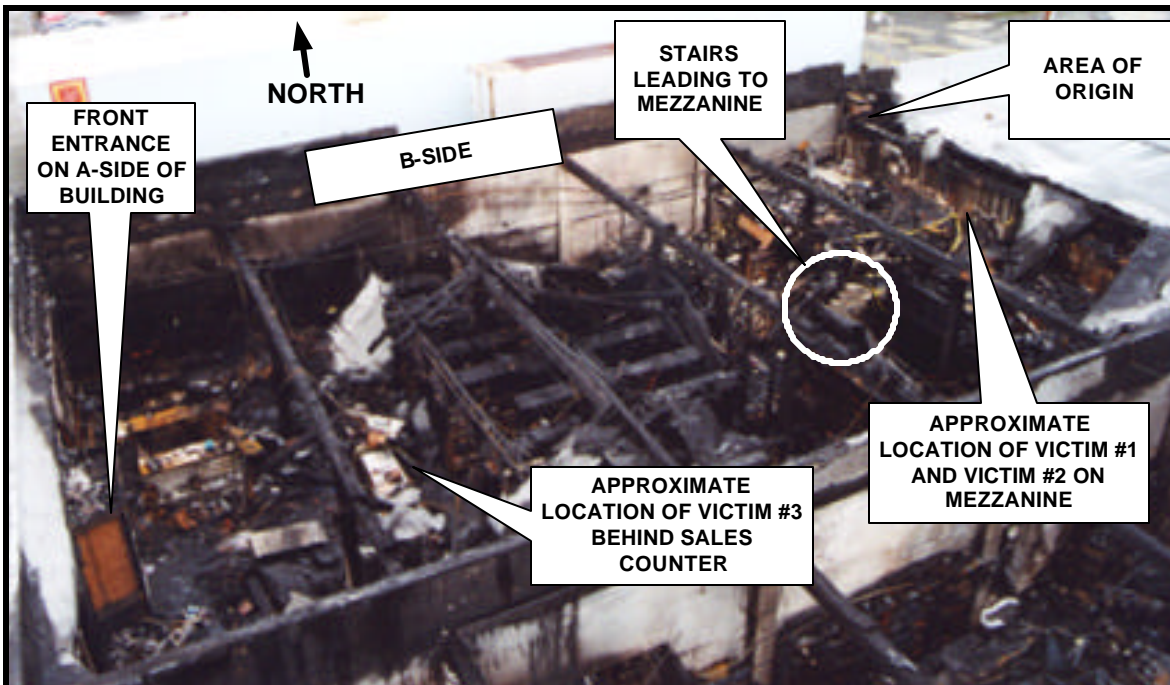 NORTH
FRONT
ENTRANCE
ON A-SIDE OF
BUILDING
B-SIDE
STAIRS
LEADING TO
MEZZANINE
AREA OF
ORIGIN
APPROXIMATE
LOCATION OF VICTIM #3
BEHIND SALES
COUNTER
APPROXIMATE
LOCATION OF VICTIM #1
AND VICTIM #2 ON
MEZZANINE